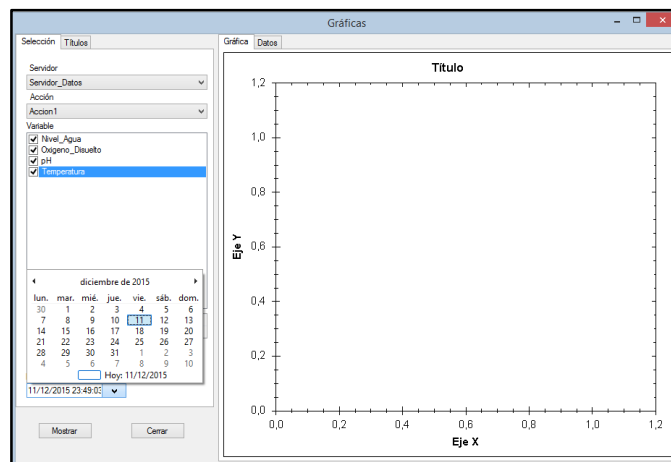 Gráficas
Selección Títulos
Servidor
Servidor_Datos
Acción
Accion1
Variable
Nivel_Agua
Oxigeno_Disuelto
pH
Temperatura
diciembre de 2015
lun. mar. mié. jue. vie. sáb. dom.
30 1 2 3 4 5 6
7 8 9 10 11 12 13
14 15 16 17 18 19 20
21 22 23 24 25 26 27
28 29 30 31 1 2 3
4 5 6 7 8 9 10
Hoy: 11/12/2015
11/12/2015 23:49:03
Mostrar Cerrar
Gráfica Datos
Título
Eje Y
1,2
1,0
0,8
0,6
0,4
0,2
0,0
0,0 0,2 0,4 0,6 0,8 1,0 1,2
Eje X